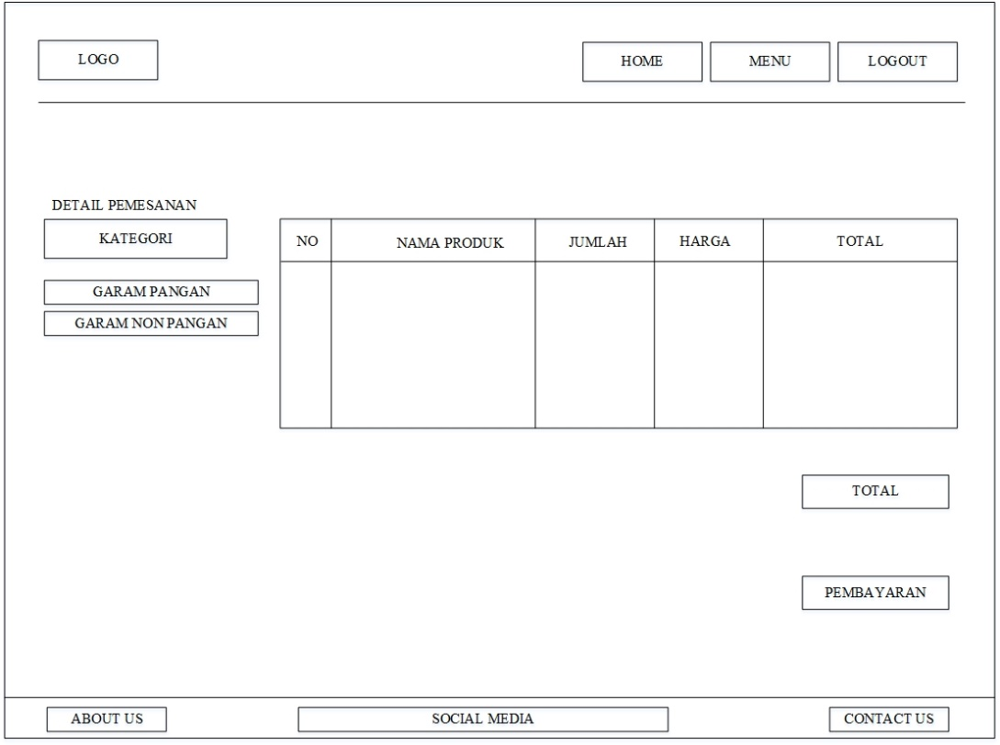 LOGO
HOME
MENU
LOGOUT
DETAIL PEMESANAN
KATEGORI
GARAM PANGAN
GARAM NON PANGAN
NO
NAMA PRODUK
JUMLAH
HARGA
TOTAL
TOTAL
PEMBAYARAN
ABOUT US
SOCIAL MEDIA
CONTACT US